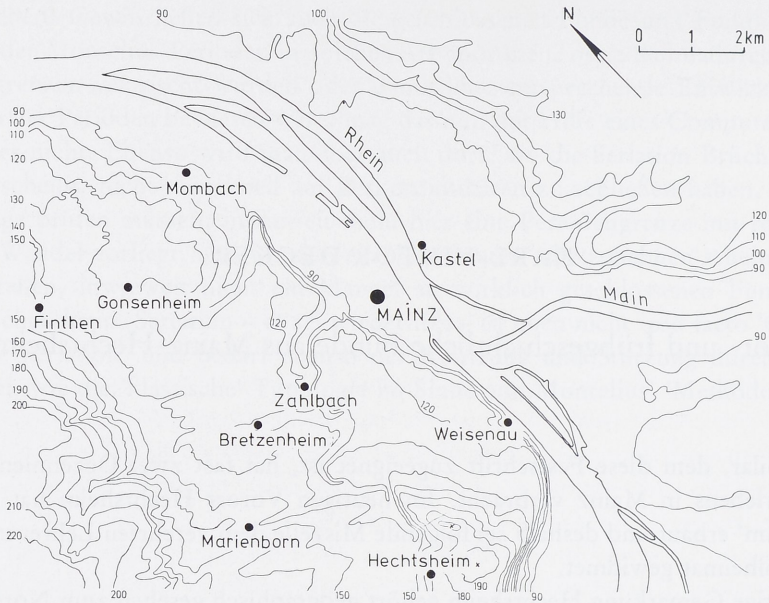 90
100
N
0 1 2km
130
Rhein
90
100
110
120
Mombach
130
140
150
120
110
100
90
Kastel
Gonsenheim
90
MAINZ
Main
Finthen
150
160
170
180
190
200
120
90
Zahlbach
120
Bretzenheim
Weisenau
210
220
Marienborn
Hechtsheim
200
150
150
180
90